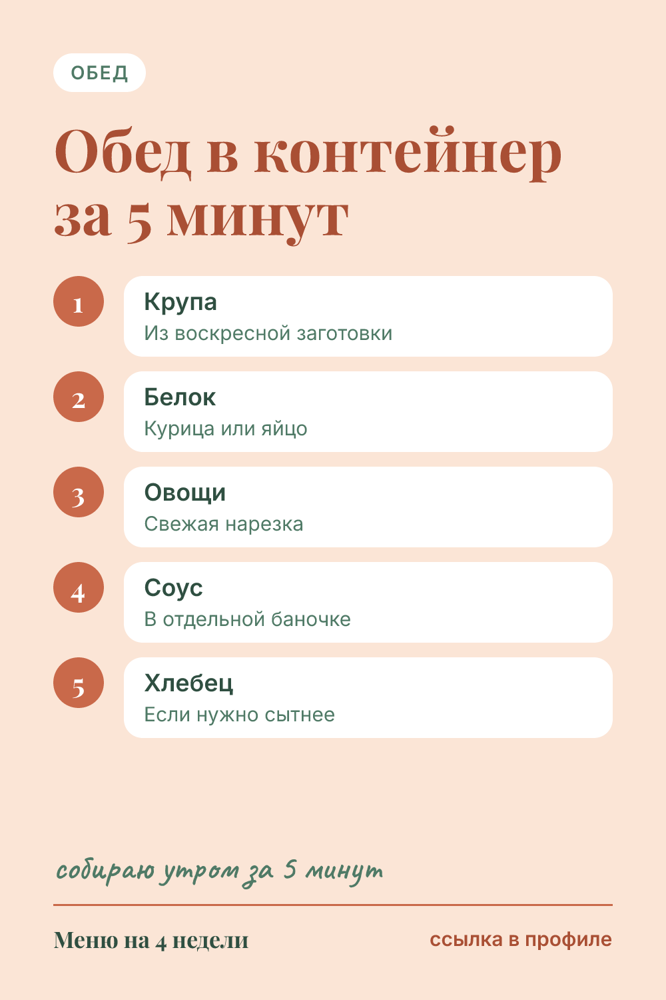 ОБЕД
Обед в контейнер
за 5 минут
1
Крупа
Из воскресной заготовки
2
Белок
Курица или яйцо
3
Овощи
Свежая нарезка
4
Соус
В отдельной баночке
5
Хлебец
Если нужно сытнее
собираю утром за 5 минут
Меню на 4 недели
ссылка в профиле